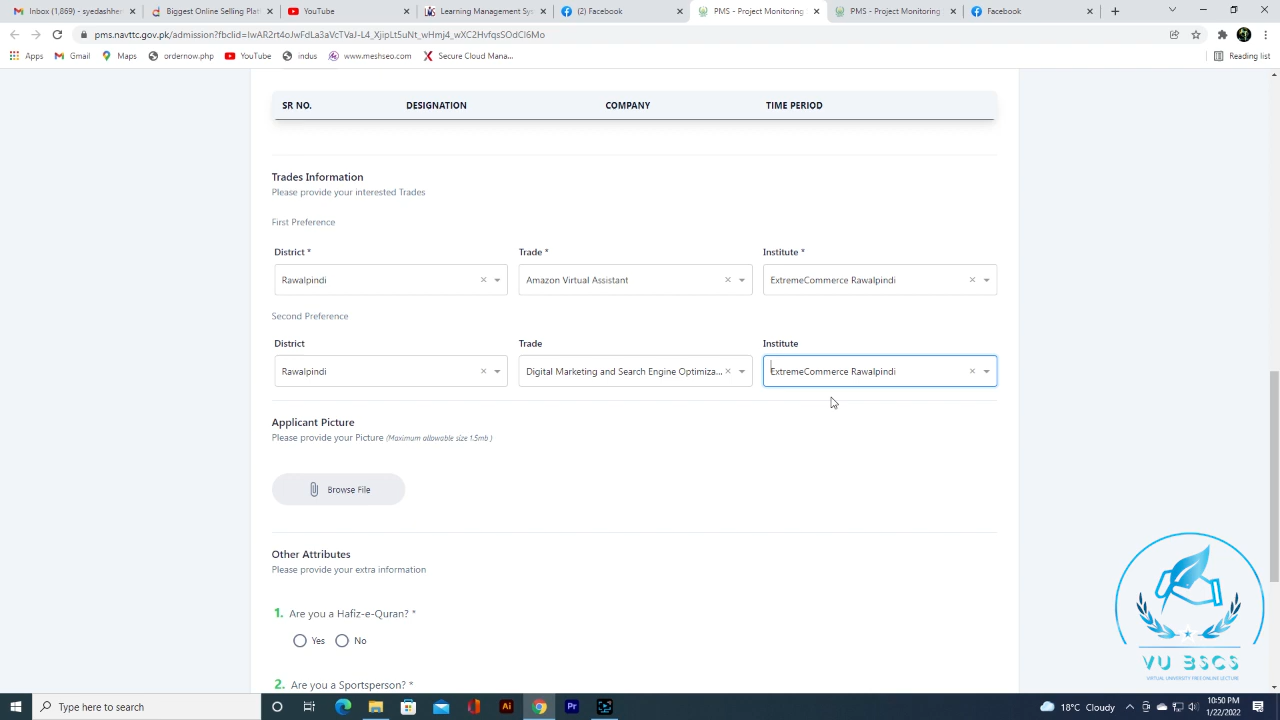 Inbox (1,869) - syedasher
Biggest Online Selling Plat
YouTube
Learning Management Sy
(2) Facebook
PMS - Project Monitoring
PMS - Project Monitoring
Facebook
pms.navttc.gov.pk/admission?fbclid=IwAR2rt4oJwFdLa3aVcTVaJ-L4_XjipLt5uNt_wHmj4_wXC2HvfqsSOdCl6Mo
Apps
Gmail
Maps
ordernow.php
YouTube
indus
www.meshseo.com
Secure Cloud Mana...
Reading list
SR NO. DESIGNATION COMPANY TIME PERIOD
Trades Information
Please provide your interested Trades
First Preference
District * Trade * Institute *
Rawalpindi Amazon Virtual Assistant ExtremeCommerce Rawalpindi
Second Preference
District Trade Institute
Rawalpindi Digital Marketing and Search Engine Optimiza... ExtremeCommerce Rawalpindi
Applicant Picture
Please provide your Picture (Maximum allowable size 1.5mb )
Browse File
Other Attributes
Please provide your extra information
1. Are you a Hafiz-e-Quran? *
Yes No
2. Are you a Sportsperson? *
VU BSCS
VIRTUAL UNIVERSITY FREE ONLINE LECTURE
Type here to search
18°C Cloudy
10:50 PM
1/22/2022